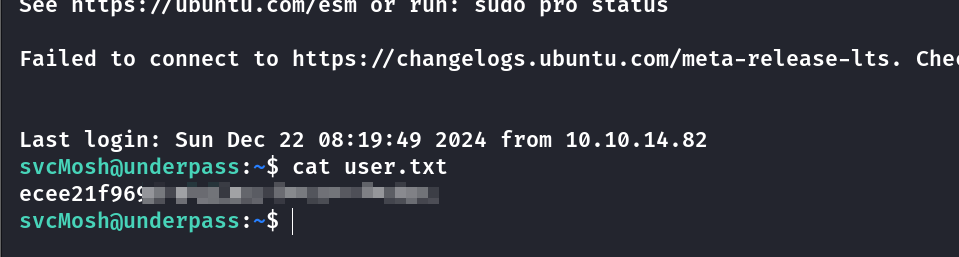 See https://ubuntu.com/esm or run: sudo pro status
Failed to connect to https://changelogs.ubuntu.com/meta-release-lts. Chec
Last login: Sun Dec 22 08:19:49 2024 from 10.10.14.82
svcMosh@underpass:~$ cat user.txt
ecee21f969
svcMosh@underpass:~$